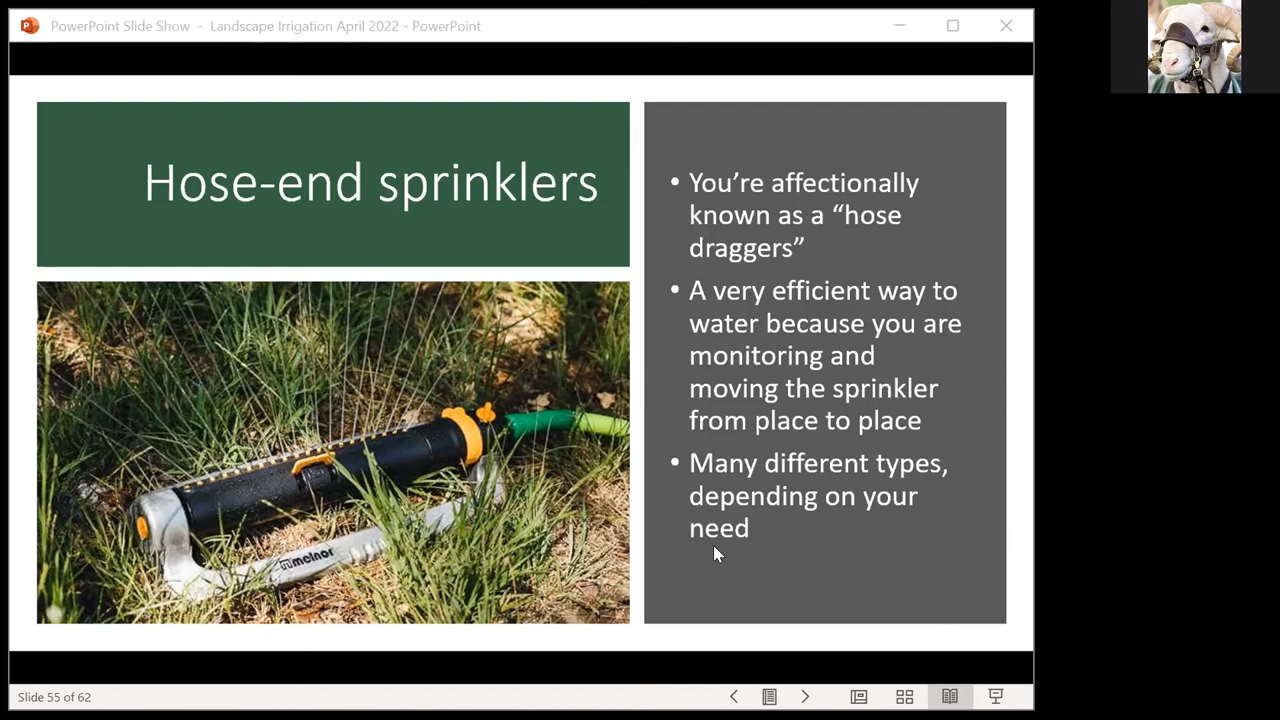 PowerPoint Slide Show - Landscape Irrigation April 2022 - PowerPoint
Hose-end sprinklers
• You’re affectionally
known as a “hose
draggers”
• A very efficient way to
water because you are
monitoring and
moving the sprinkler
from place to place
• Many different types,
depending on your
need
melnor
Slide 55 of 62